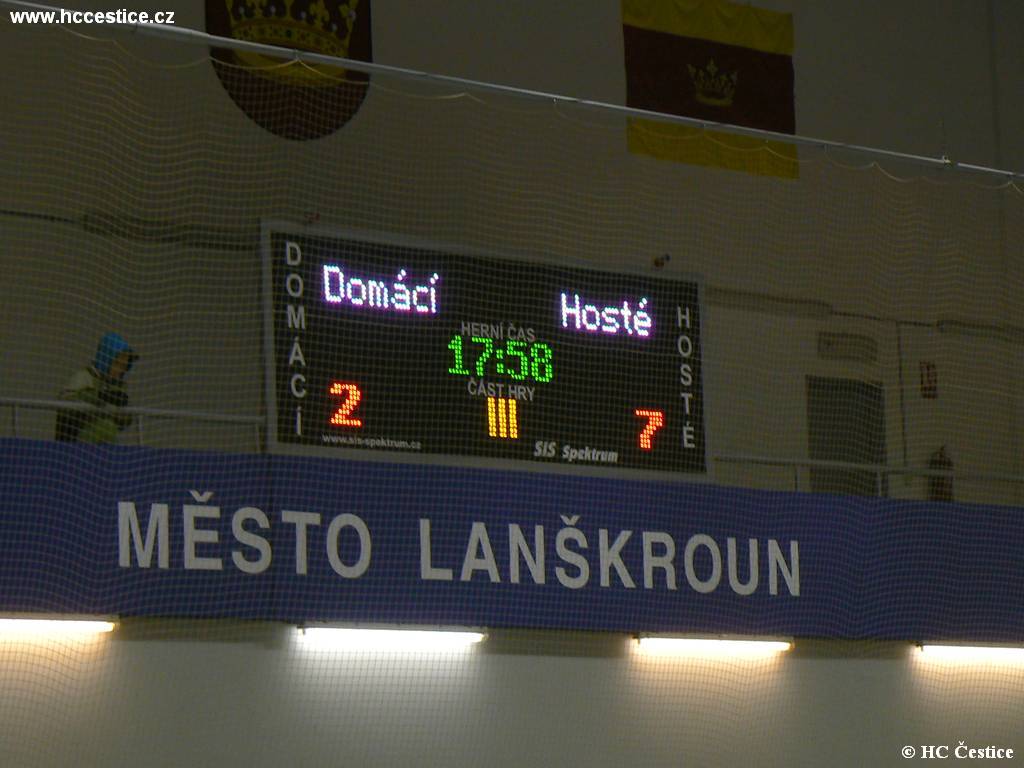 www.hccestice.cz
DOMÁCÍ
Domácí
Hosté
HOSTÉ
HERNÍ ČAS
17:58
ČÁST HRY
2
III
7
www.sis-spektrum.cz
SIS Spektrum
MĚSTO LANŠKROUN
© HC Čestice